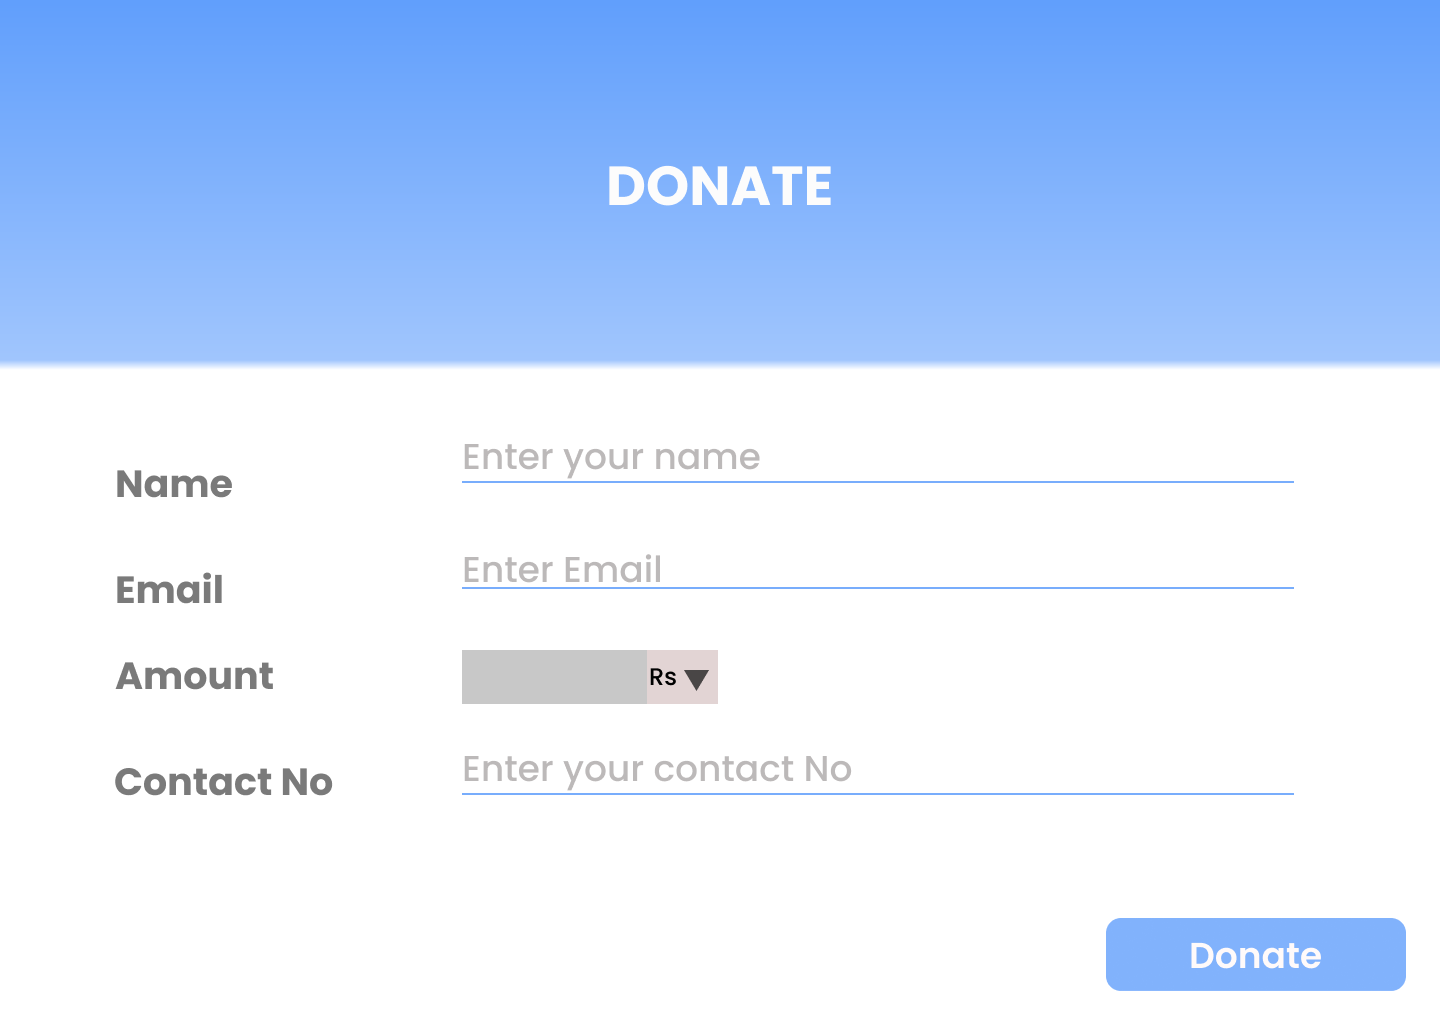 DONATE
Enter your name
Name
Enter Email
Email
Amount
Rs
Enter your contact No
Contact No
Donate